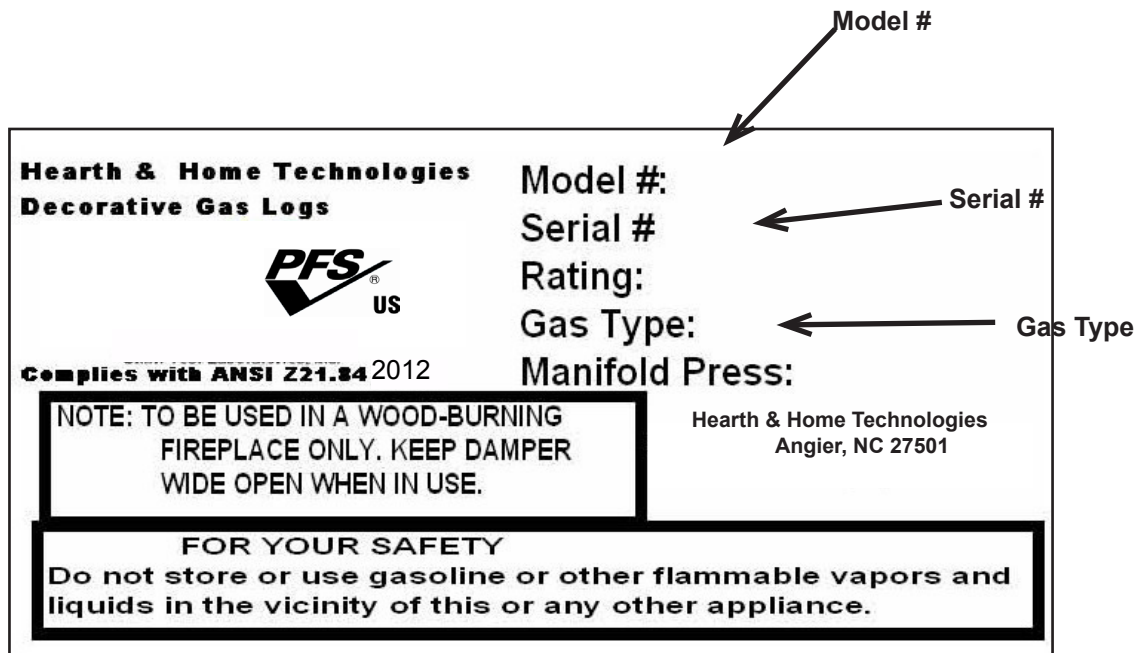 Model #
Hearth & Home Technologies
Decorative Gas Logs
PFS
®
US
Complies with ANSI Z21.84 2012
Model #:
Serial #
Rating:
Gas Type:
Manifold Press:
Serial #
Gas Type
Hearth & Home Technologies
Angier, NC 27501
NOTE: TO BE USED IN A WOOD-BURNING
FIREPLACE ONLY. KEEP DAMPER
WIDE OPEN WHEN IN USE.
FOR YOUR SAFETY
Do not store or use gasoline or other flammable vapors and
liquids in the vicinity of this or any other appliance.